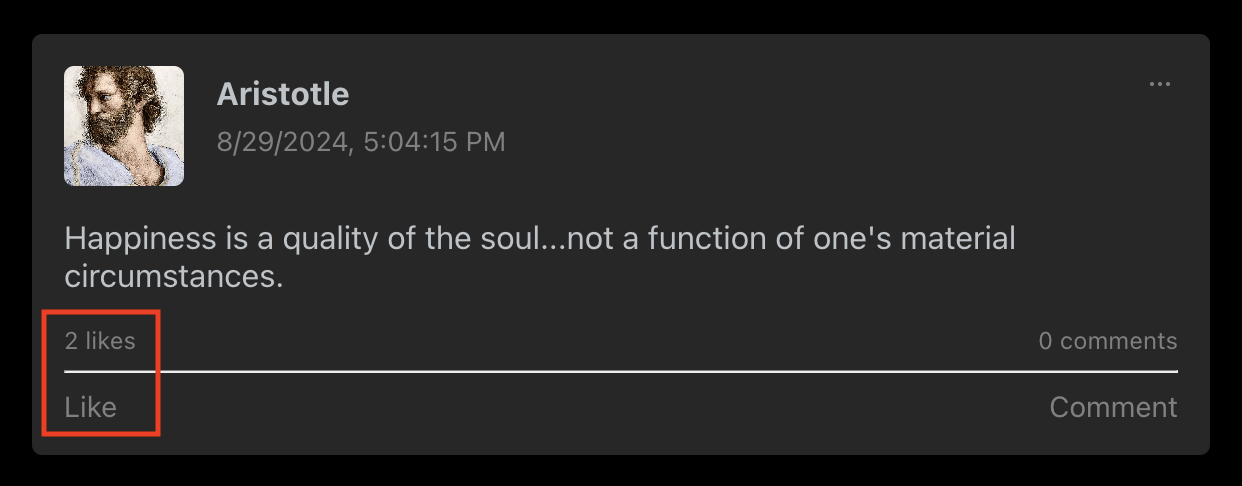 Aristotle
8/29/2024, 5:04:15 PM
Happiness is a quality of the soul...not a function of one's material
circumstances.
2 likes
0 comments
Like
Comment